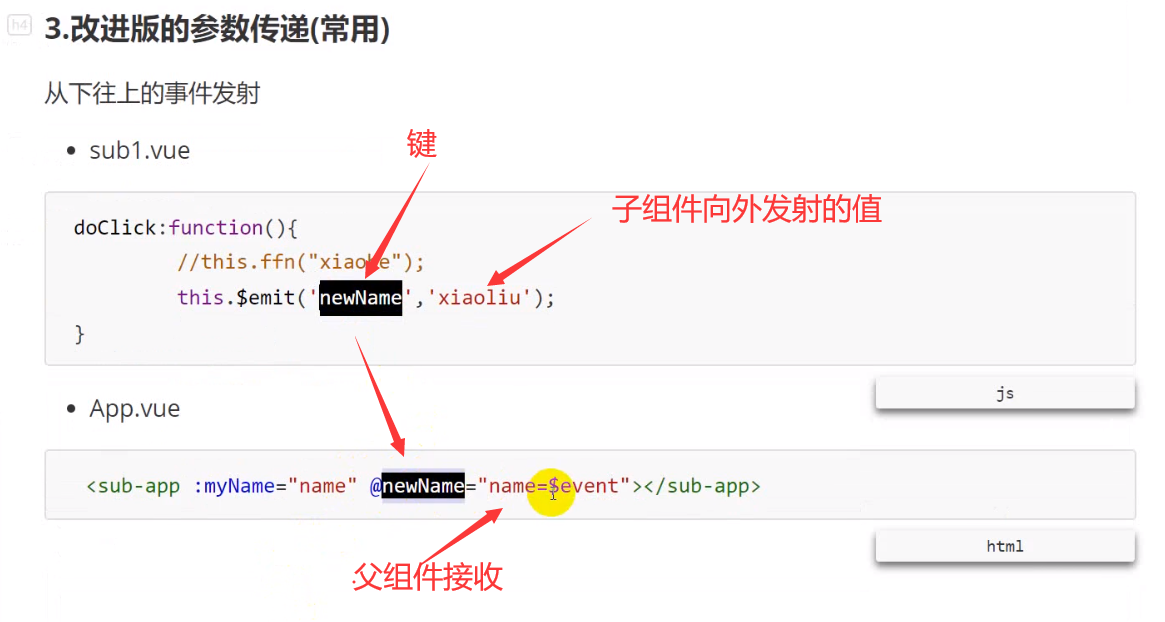 h4
3.改进版的参数传递(常用)
从下往上的事件发射
sub1.vue
键
子组件向外发射的值
doClick:function(){
//this.ffn("xiaohe");
this.$emit('newName','xiaoliu');
}
js
App.vue
<sub-app :myName="name" @newName="name=$event"></sub-app>
html
父组件接收